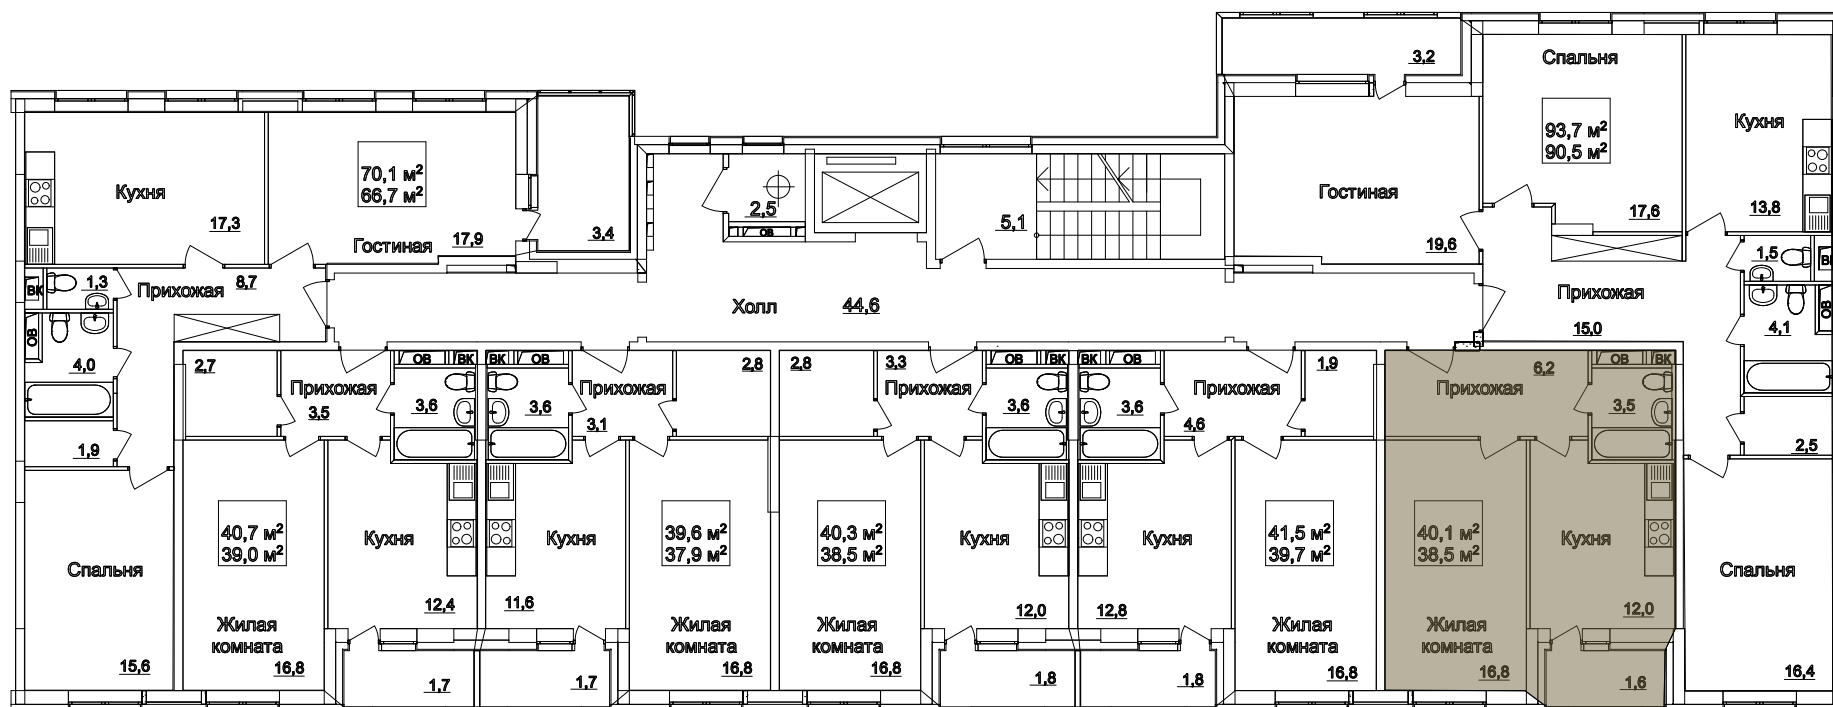 3,2
Спальня
93,7 м²
90,5 м²
Кухня
17,6
13,8
Кухня
17,3
70,1 м²
66,7 м²
Гостиная
17,9
3,4
2,5
ОВ
5,1
Гостиная
19,6
1,3
ВК
Прихожая
8,7
ОВ
4,0
1,9
Холл
44,6
Прихожая
15,0
1,5
ВК
4,1
ОВ
2,5
2,7
Прихожая
3,5
ОВ
ВК
3,6
ВК
ОВ
3,6
Прихожая
3,1
2,8
2,8
3,3
Прихожая
ОВ
ВК
3,6
ВК
ОВ
3,6
Прихожая
4,6
1,9
Прихожая
6,2
ОВ
ВК
3,5
Спальня
15,6
40,7 м²
39,0 м²
Жилая
комната
16,8
Кухня
12,4
1,7
Кухня
11,6
1,7
39,6 м²
37,9 м²
Жилая
комната
16,8
40,3 м²
38,5 м²
Жилая
комната
16,8
Кухня
12,0
1,8
Кухня
12,8
1,8
41,5 м²
39,7 м²
Жилая
комната
16,8
40,1 м²
38,5 м²
Жилая
комната
16,8
Кухня
12,0
1,6
Спальня
16,4